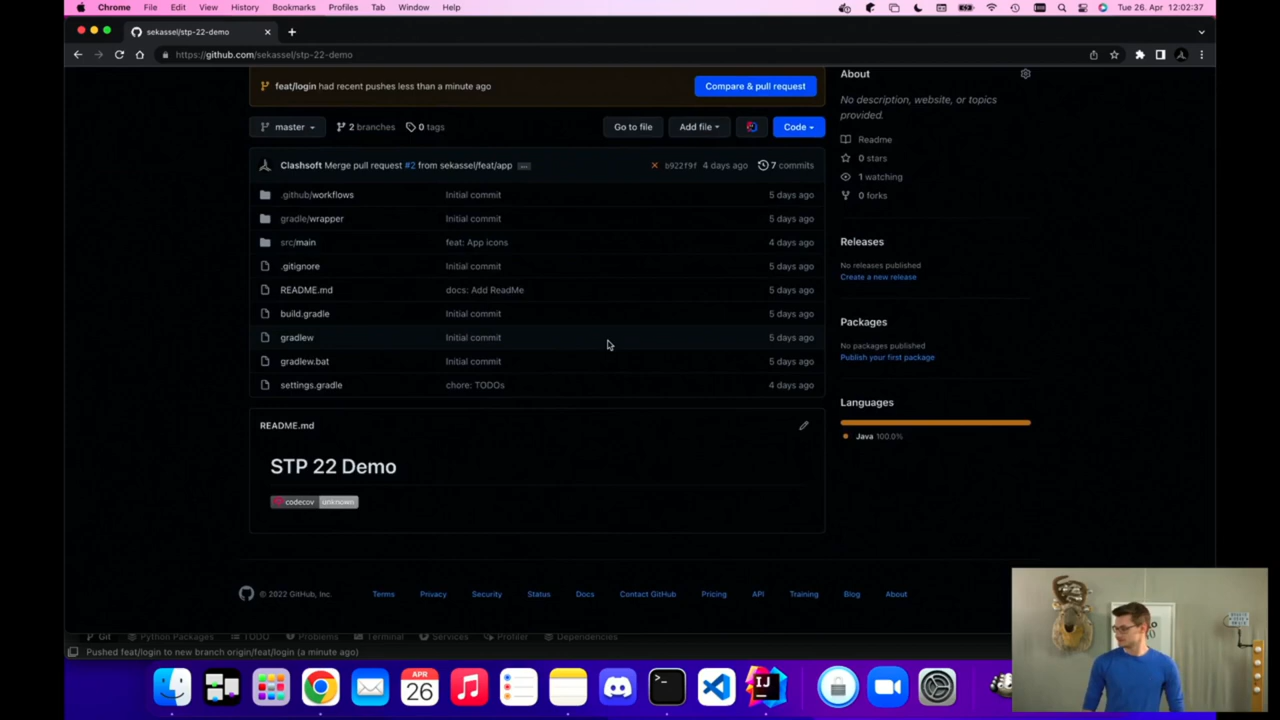 Chrome File Edit View History Bookmarks Profiles Tab Window Help Tue 26. Apr 12:02:37
sekassel/stp-22-demo
https://github.com/sekassel/stp-22-demo
feat/login had recent pushes less than a minute ago Compare & pull request
master 2 branches 0 tags Go to file Add file Code
Clashsoft Merge pull request #2 from sekassel/feat/app ... b922f9f 4 days ago 7 commits
.github/workflows Initial commit 5 days ago
gradle/wrapper Initial commit 5 days ago
src/main feat: App icons 4 days ago
.gitignore Initial commit 5 days ago
README.md docs: Add ReadMe 5 days ago
build.gradle Initial commit 5 days ago
gradlew Initial commit 5 days ago
gradlew.bat Initial commit 5 days ago
settings.gradle chore: TODOs 4 days ago
README.md
STP 22 Demo
codecov unknown
About
No description, website, or topics
provided.
Readme
0 stars
1 watching
0 forks
Releases
No releases published
Create a new release
Packages
No packages published
Publish your first package
Languages
Java 100.0%
© 2022 GitHub, Inc. Terms Privacy Security Status Docs Contact GitHub Pricing API Training Blog About
Git Python Packages TODO Problems Terminal Services Profiler Dependencies
Pushed feat/login to new branch origin/feat/login (a minute ago)
APR
26
IJ